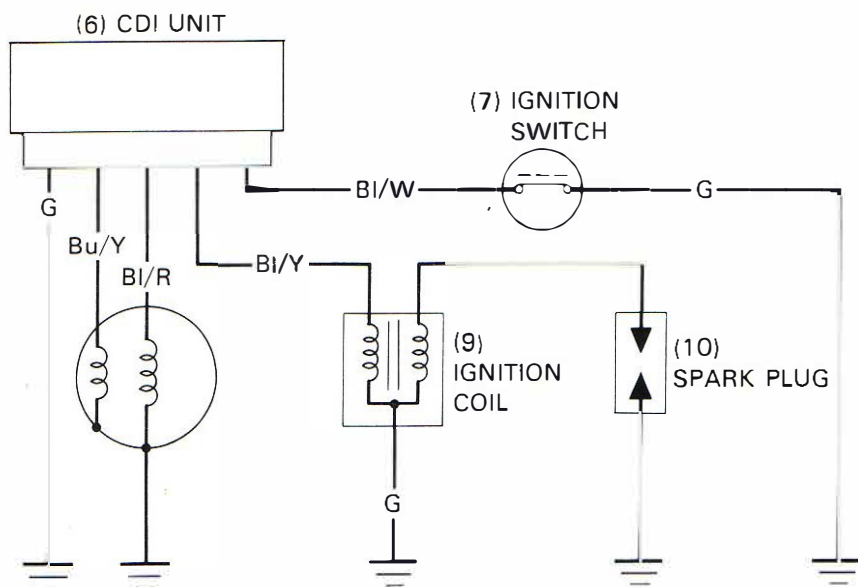 (6) CDI UNIT
(7) IGNITION
SWITCH
Bl/W
G
G
Bu/Y
Bl/R
Bl/Y
(9)
IGNITION
COIL
(10)
SPARK PLUG
G